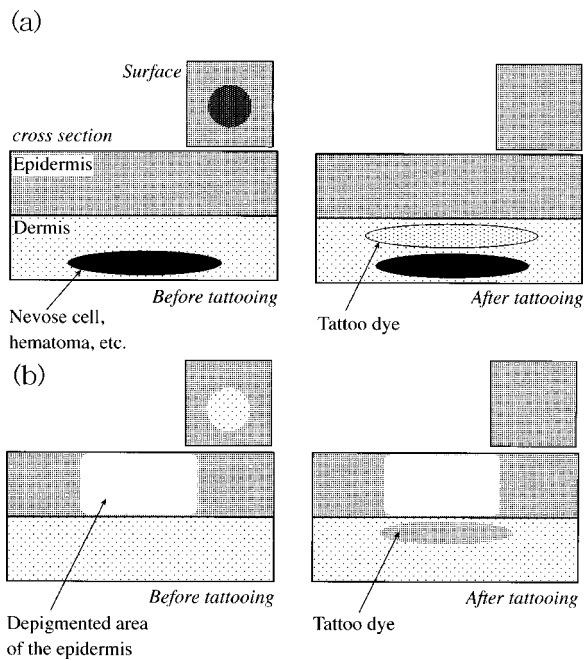 (a)
Surface
cross section
Epidermis
Dermis
Before tattooing
Nevose cell,
hematoma, etc.
After tattooing
Tattoo dye
(b)
Before tattooing
Depigmented area
of the epidermis
After tattooing
Tattoo dye